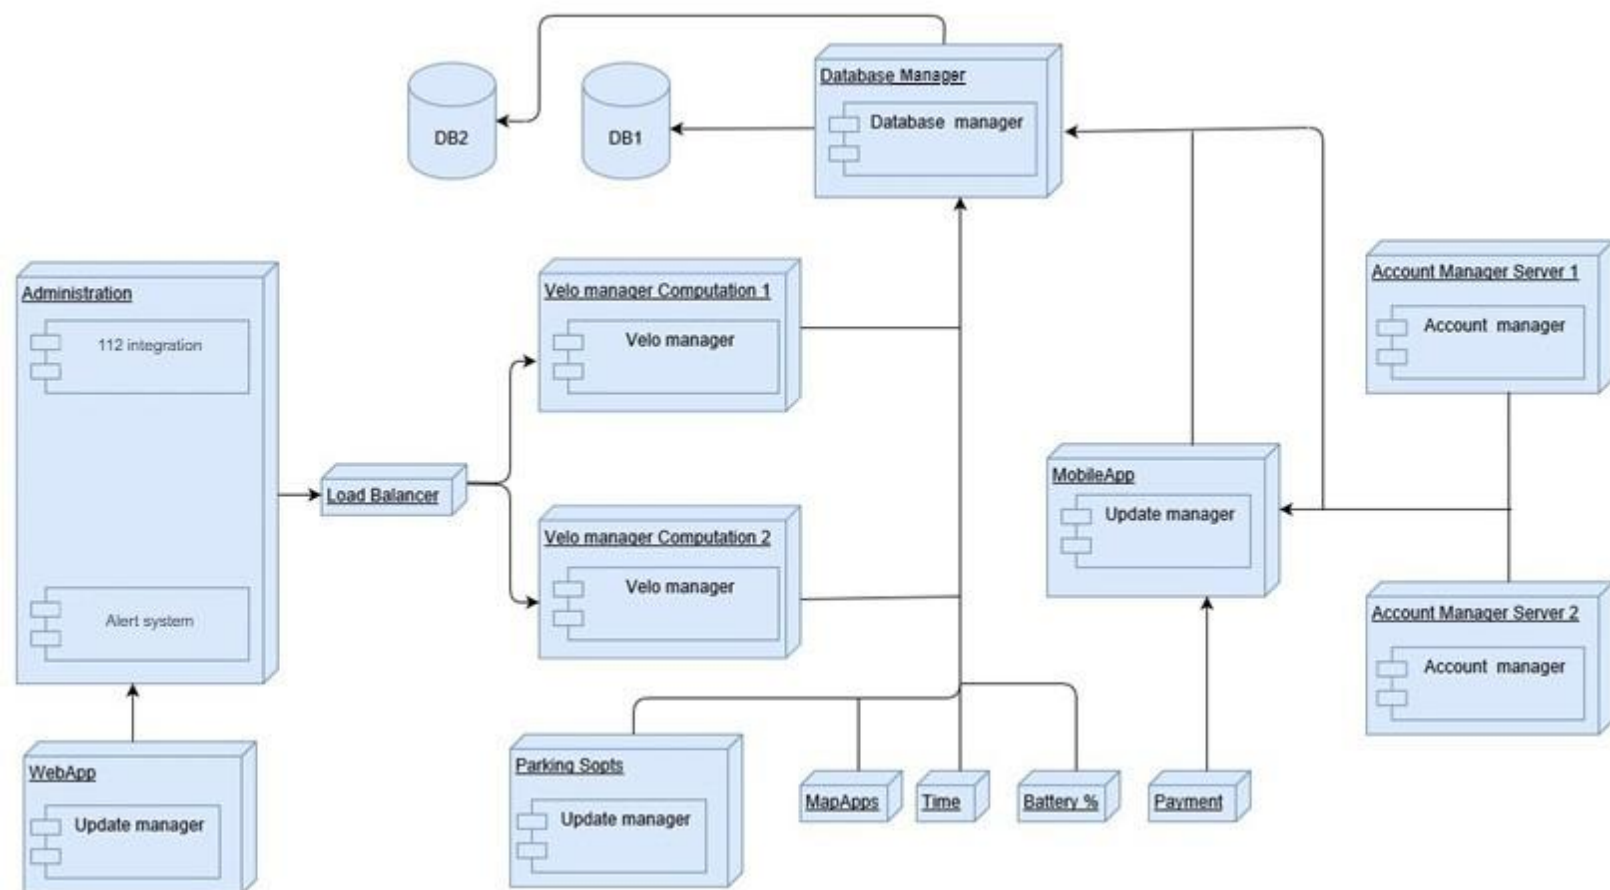 Database Manager
Database manager
DB2
DB1
Administration
112 integration
Alert system
Velo manager Computation 1
Velo manager
Account Manager Server 1
Account manager
Load Balancer
MobileApp
Update manager
Velo manager Computation 2
Velo manager
Account Manager Server 2
Account manager
WebApp
Update manager
Parking Sopts
Update manager
MapApps
Time
Battery %
Payment